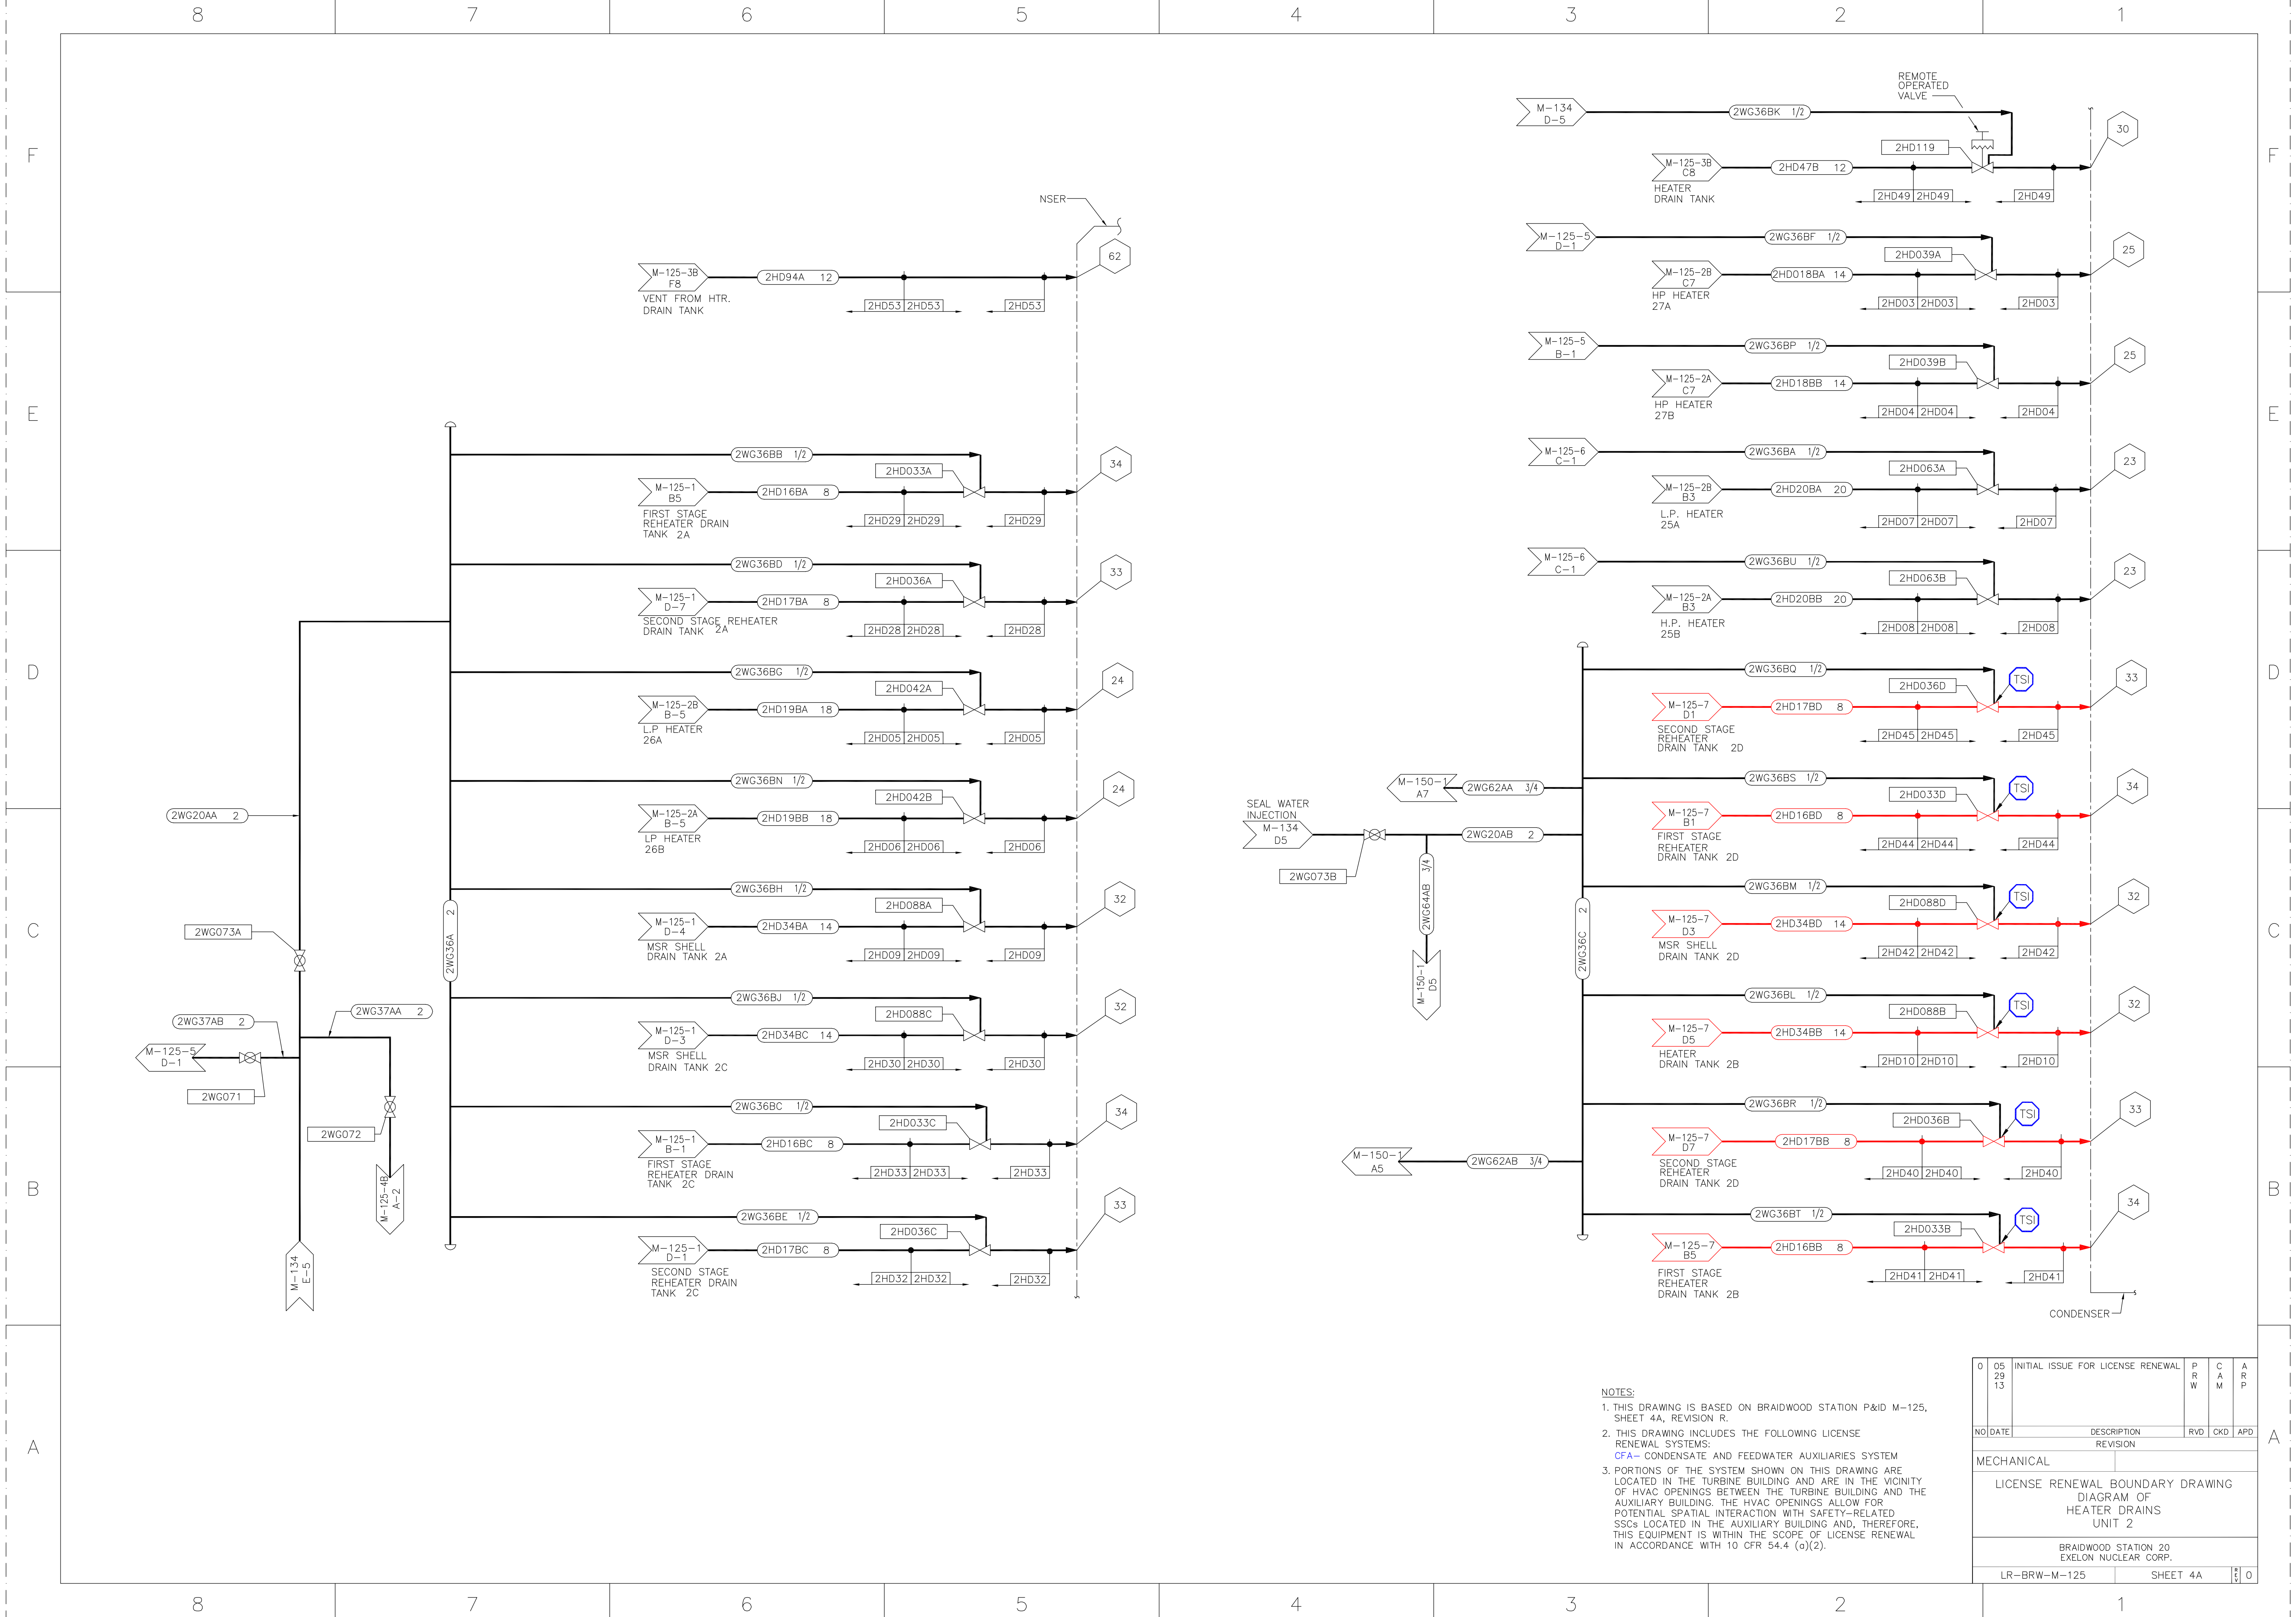 8 7 6 5 4 3 2 1
F
E
D
C
B
A
NSER
62
M-125-3B
F8
2HD94A 12
VENT FROM HTR.
DRAIN TANK
2HD53 2HD53
2HD53
2WG36BB 1/2
2HD033A
34
M-125-1
B5
2HD16BA 8
FIRST STAGE
REHEATER DRAIN
TANK 2A
2HD29 2HD29
2HD29
2WG36BD 1/2
2HD036A
33
M-125-1
D-7
2HD17BA 8
SECOND STAGE REHEATER
DRAIN TANK 2A
2HD28 2HD28
2HD28
2WG36BG 1/2
2HD042A
24
M-125-2B
B-5
2HD19BA 18
L.P HEATER
26A
2HD05 2HD05
2HD05
2WG36BN 1/2
2HD042B
24
M-125-2A
B-5
2HD19BB 18
LP HEATER
26B
2HD06 2HD06
2HD06
2WG36BH 1/2
2HD088A
32
M-125-1
D-4
2HD34BA 14
MSR SHELL
DRAIN TANK 2A
2HD09 2HD09
2HD09
2WG36BJ 1/2
2HD088C
32
M-125-1
D-3
2HD34BC 14
MSR SHELL
DRAIN TANK 2C
2HD30 2HD30
2HD30
2WG36BC 1/2
2HD033C
34
M-125-1
B-1
2HD16BC 8
FIRST STAGE
REHEATER DRAIN
TANK 2C
2HD33 2HD33
2HD33
2WG36BE 1/2
2HD036C
33
M-125-1
D-1
2HD17BC 8
SECOND STAGE
REHEATER DRAIN
TANK 2C
2HD32 2HD32
2HD32
2WG20AA 2
2WG073A
2WG36A 2
2WG37AB 2
2WG37AA 2
M-125-5
D-1
2WG071
2WG072
M-125-4B
A-2
M-134
E-5
REMOTE
OPERATED
VALVE
M-134
D-5
2WG36BK 1/2
30
2HD119
M-125-3B
C8
2HD47B 12
HEATER
DRAIN TANK
2HD49 2HD49
2HD49
M-125-5
D-1
2WG36BF 1/2
2HD039A
25
M-125-2B
C7
2HD018BA 14
HP HEATER
27A
2HD03 2HD03
2HD03
M-125-5
B-1
2WG36BP 1/2
2HD039B
25
M-125-2A
C7
2HD18BB 14
HP HEATER
27B
2HD04 2HD04
2HD04
M-125-6
C-1
2WG36BA 1/2
2HD063A
23
M-125-2B
B3
2HD20BA 20
L.P. HEATER
25A
2HD07 2HD07
2HD07
M-125-6
C-1
2WG36BU 1/2
2HD063B
23
M-125-2A
B3
2HD20BB 20
H.P. HEATER
25B
2HD08 2HD08
2HD08
2WG36BQ 1/2
2HD036D
TSI
33
M-125-7
D1
2HD17BD 8
SECOND STAGE
REHEATER
DRAIN TANK 2D
2HD45 2HD45
2HD45
2WG36BS 1/2
2HD033D
TSI
34
M-125-7
B1
2HD16BD 8
FIRST STAGE
REHEATER
DRAIN TANK 2D
2HD44 2HD44
2HD44
2WG36BM 1/2
2HD088D
TSI
32
M-125-7
D3
2HD34BD 14
MSR SHELL
DRAIN TANK 2D
2HD42 2HD42
2HD42
2WG36BL 1/2
2HD088B
TSI
32
M-125-7
D5
2HD34BB 14
HEATER
DRAIN TANK 2B
2HD10 2HD10
2HD10
2WG36BR 1/2
2HD036B
TSI
33
M-125-7
D7
2HD17BB 8
SECOND STAGE
REHEATER
DRAIN TANK 2D
2HD40 2HD40
2HD40
2WG36BT 1/2
2HD033B
TSI
34
M-125-7
B5
2HD16BB 8
FIRST STAGE
REHEATER
DRAIN TANK 2B
2HD41 2HD41
2HD41
CONDENSER
M-150-1
A7
2WG62AA 3/4
SEAL WATER
INJECTION
M-134
D5
2WG20AB 2
2WG073B
2WG64AB 3/4
M-150-1
D5
2WG36C 2
M-150-1
A5
2WG62AB 3/4
NOTES:
1. THIS DRAWING IS BASED ON BRAIDWOOD STATION P&ID M-125,
SHEET 4A, REVISION R.
2. THIS DRAWING INCLUDES THE FOLLOWING LICENSE
RENEWAL SYSTEMS:
CFA- CONDENSATE AND FEEDWATER AUXILIARIES SYSTEM
3. PORTIONS OF THE SYSTEM SHOWN ON THIS DRAWING ARE
LOCATED IN THE TURBINE BUILDING AND ARE IN THE VICINITY
OF HVAC OPENINGS BETWEEN THE TURBINE BUILDING AND THE
AUXILIARY BUILDING. THE HVAC OPENINGS ALLOW FOR
POTENTIAL SPATIAL INTERACTION WITH SAFETY-RELATED
SSCs LOCATED IN THE AUXILIARY BUILDING AND, THEREFORE,
THIS EQUIPMENT IS WITHIN THE SCOPE OF LICENSE RENEWAL
IN ACCORDANCE WITH 10 CFR 54.4 (a)(2).
0 05 29 13 INITIAL ISSUE FOR LICENSE RENEWAL PRW CAM ARP
NO DATE DESCRIPTION RVD CKD APD
REVISION
MECHANICAL
LICENSE RENEWAL BOUNDARY DRAWING
DIAGRAM OF
HEATER DRAINS
UNIT 2
BRAIDWOOD STATION 20
EXELON NUCLEAR CORP.
LR-BRW-M-125 SHEET 4A REV 0
F
E
D
C
B
A
8 7 6 5 4 3 2 1